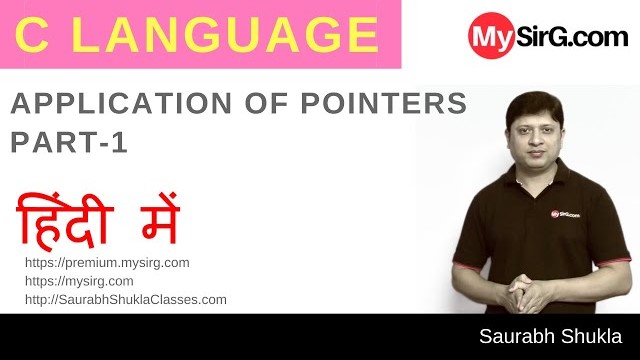 C LANGUAGE
MySirG.com
APPLICATION OF POINTERS
PART-1
हिंदी में
https://premium.mysirg.com
https://mysirg.com
http://SaurabhShuklaClasses.com
MySirG.com
Saurabh Shukla